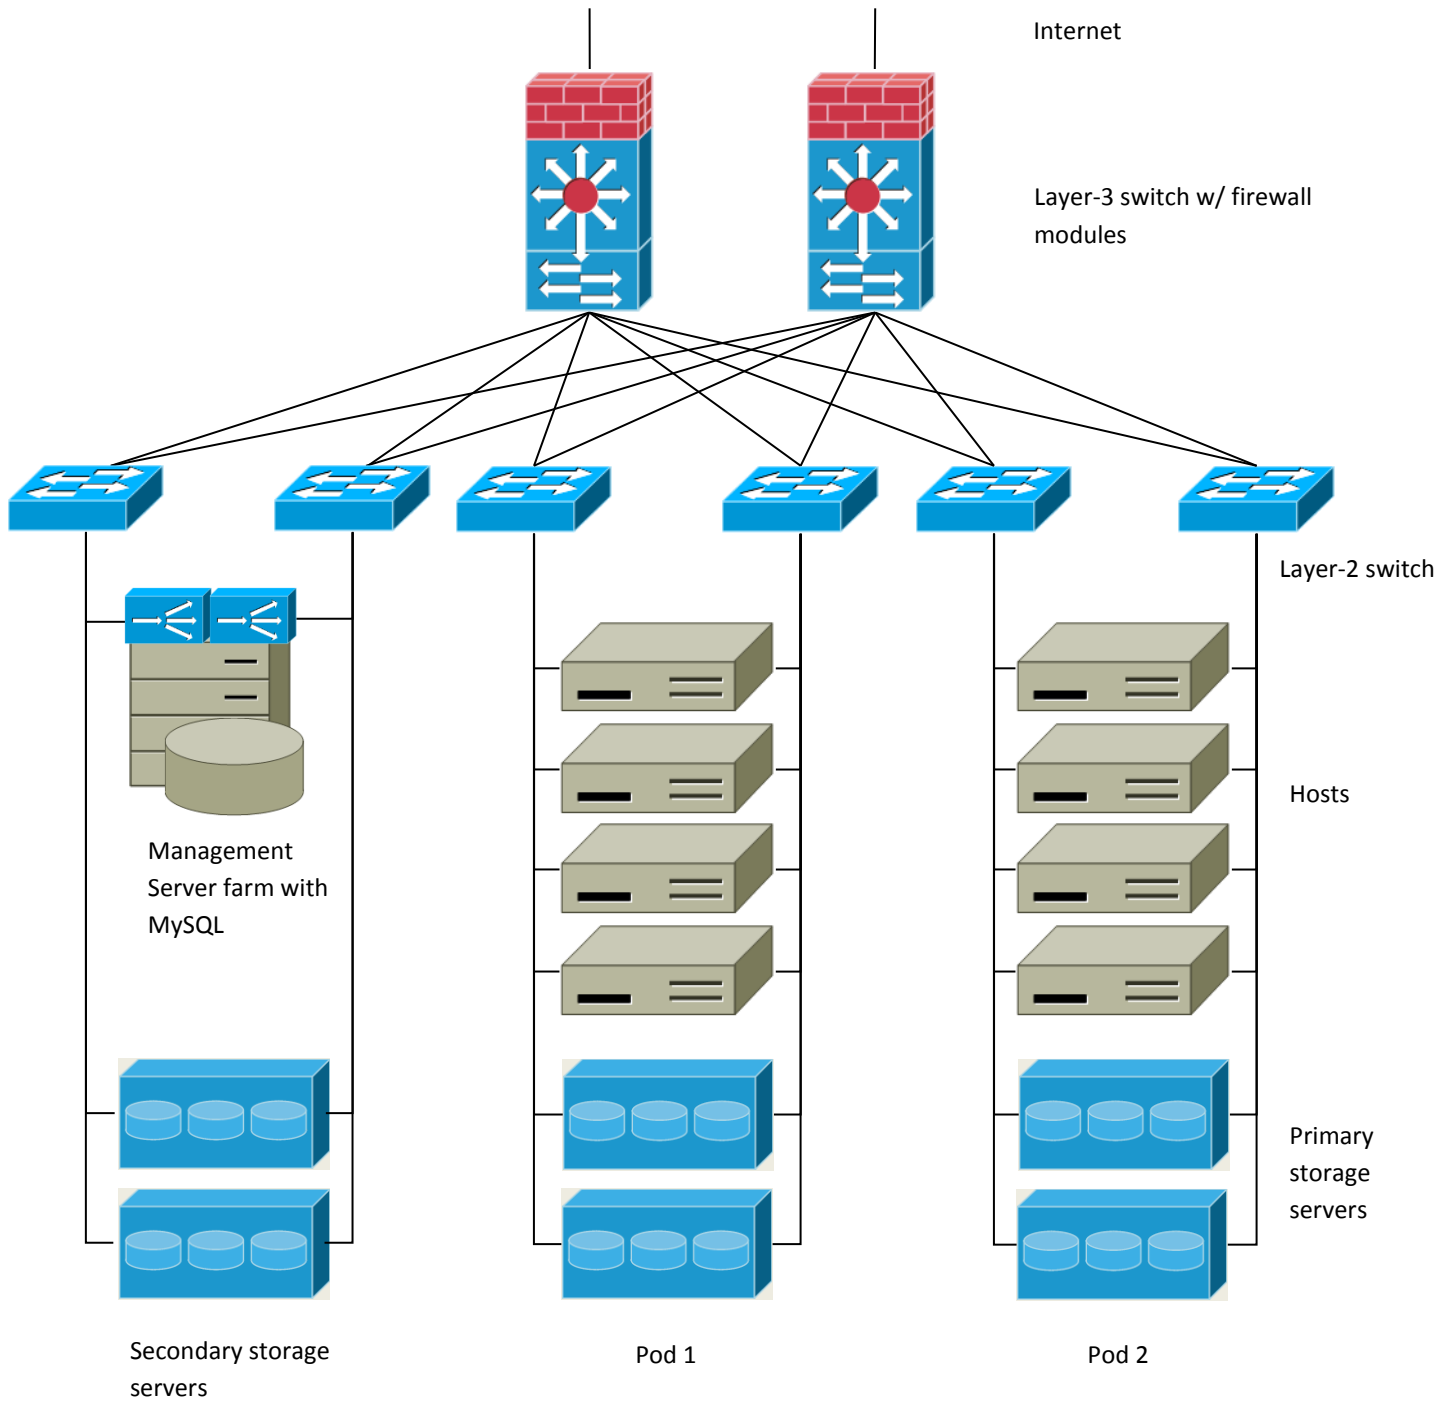 Internet
Layer-3 switch w/ firewall
modules
Layer-2 switch
Hosts
Management
Server farm with
MySQL
Primary
storage
servers
Secondary storage
servers
Pod 1
Pod 2